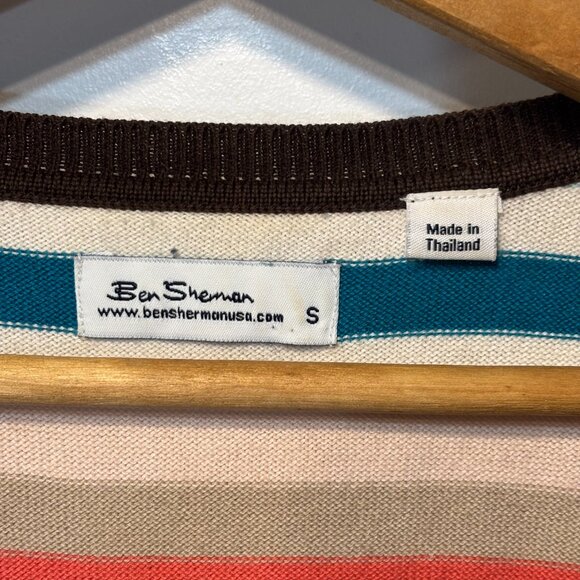 Made in
Thailand
Ben Sherman
www.benshermanusa.com S